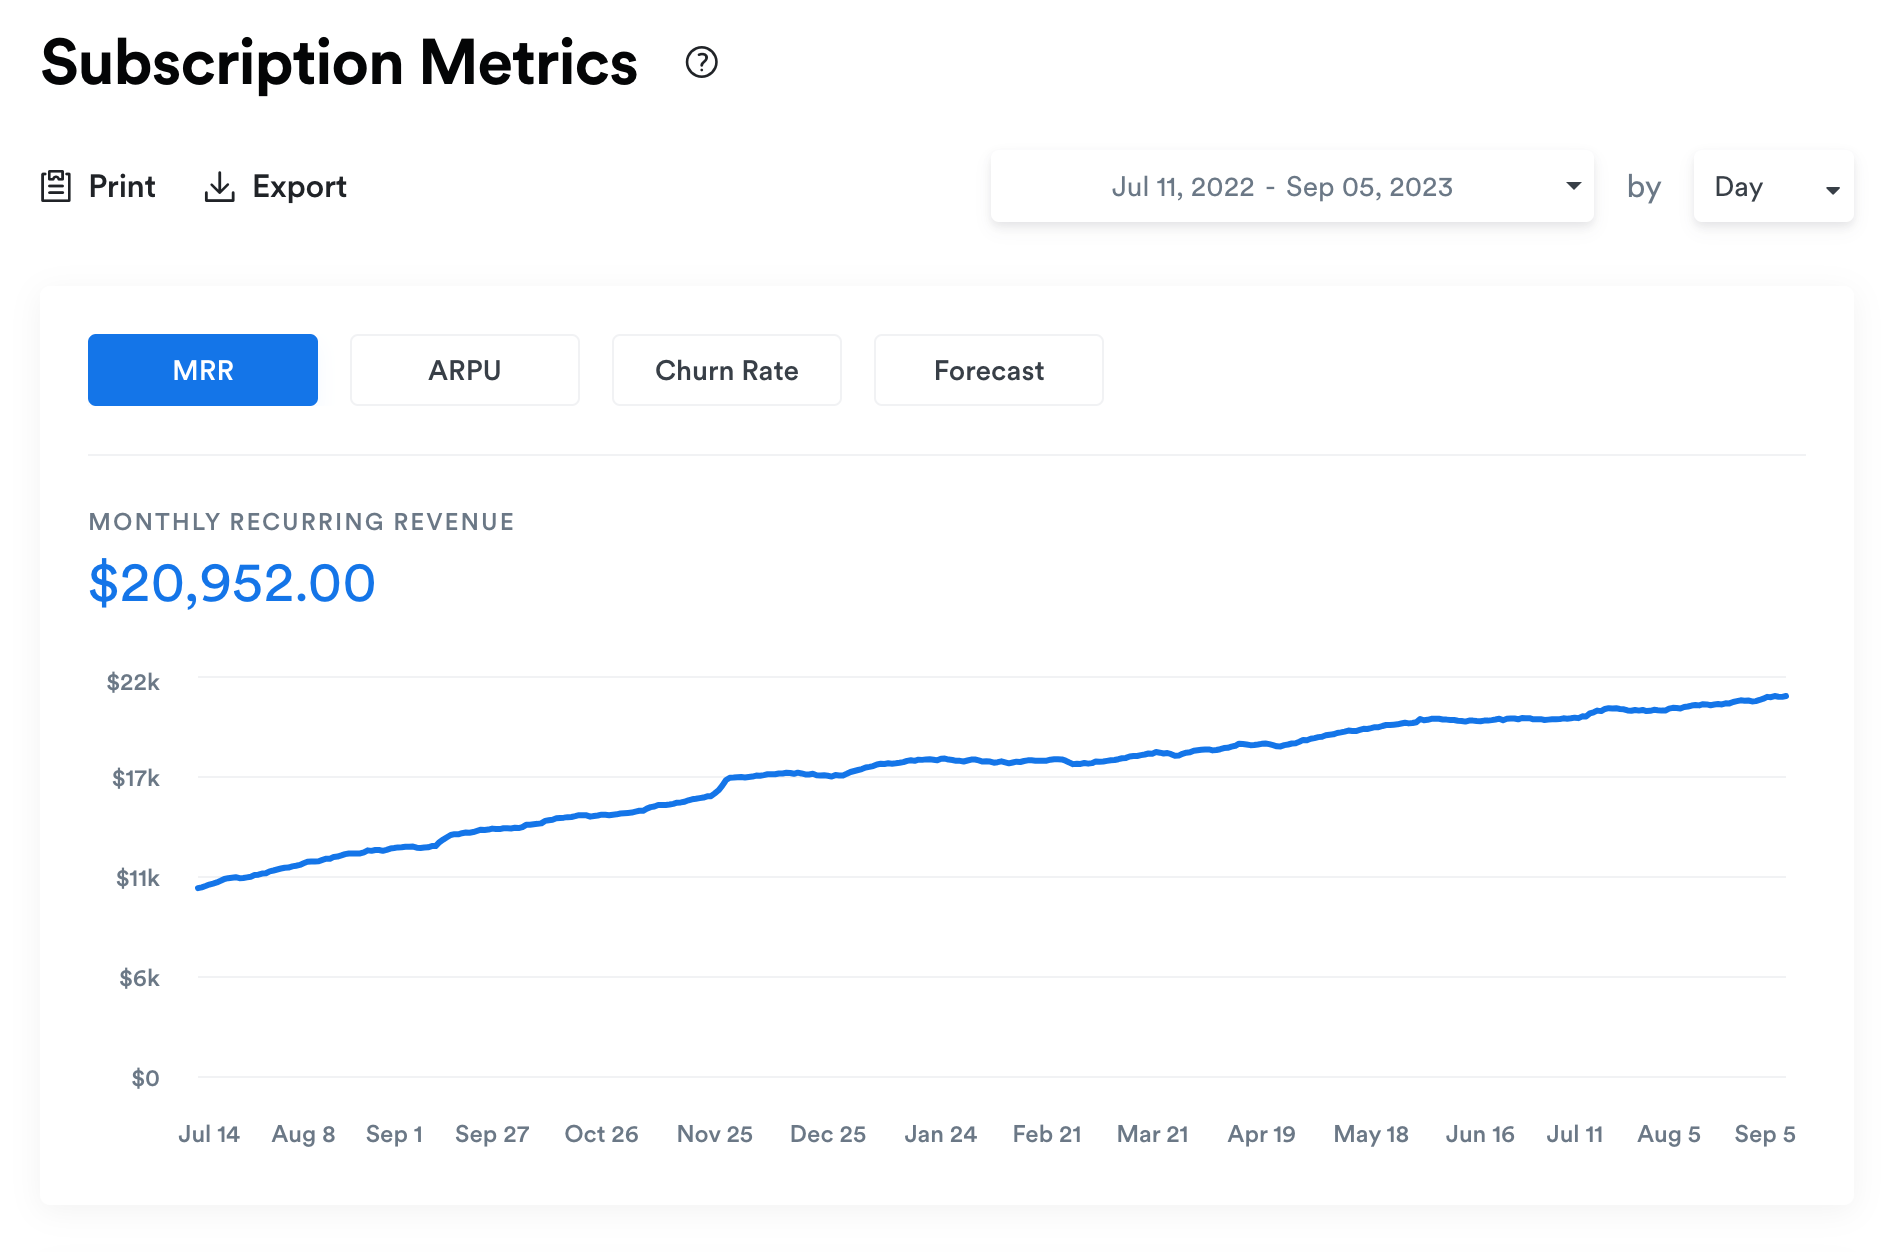 Subscription Metrics
Print Export Jul 11, 2022 - Sep 05, 2023 by Day
MRR ARPU Churn Rate Forecast
MONTHLY RECURRING REVENUE
$20,952.00
$22k
$17k
$11k
$6k
$0
Jul 14 Aug 8 Sep 1 Sep 27 Oct 26 Nov 25 Dec 25 Jan 24 Feb 21 Mar 21 Apr 19 May 18 Jun 16 Jul 11 Aug 5 Sep 5